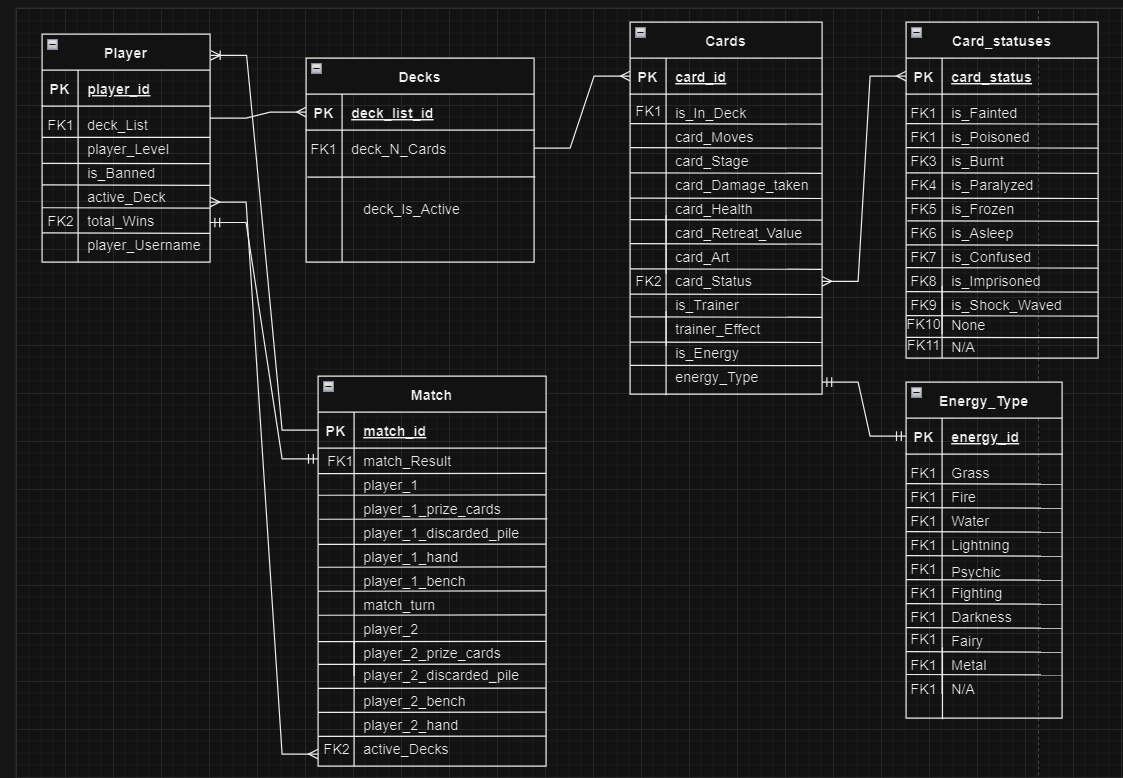 Player
PK player_id
FK1 deck_List
player_Level
is_Banned
active_Deck
FK2 total_Wins
player_Username
Decks
PK deck_list_id
FK1 deck_N_Cards
deck_Is_Active
Cards
PK card_id
FK1 is_In_Deck
card_Moves
card_Stage
card_Damage_taken
card_Health
card_Retreat_Value
card_Art
FK2 card_Status
is_Trainer
trainer_Effect
is_Energy
energy_Type
Card_statuses
PK card_status
FK1 is_Fainted
FK1 is_Poisoned
FK3 is_Burnt
FK4 is_Paralyzed
FK5 is_Frozen
FK6 is_Asleep
FK7 is_Confused
FK8 is_Imprisoned
FK9 is_Shock_Waved
FK10 None
FK11 N/A
Match
PK match_id
FK1 match_Result
player_1
player_1_prize_cards
player_1_discarded_pile
player_1_hand
player_1_bench
match_turn
player_2
player_2_prize_cards
player_2_discarded_pile
player_2_bench
player_2_hand
FK2 active_Decks
Energy_Type
PK energy_id
FK1 Grass
FK1 Fire
FK1 Water
FK1 Lightning
FK1 Psychic
FK1 Fighting
FK1 Darkness
FK1 Fairy
FK1 Metal
FK1 N/A